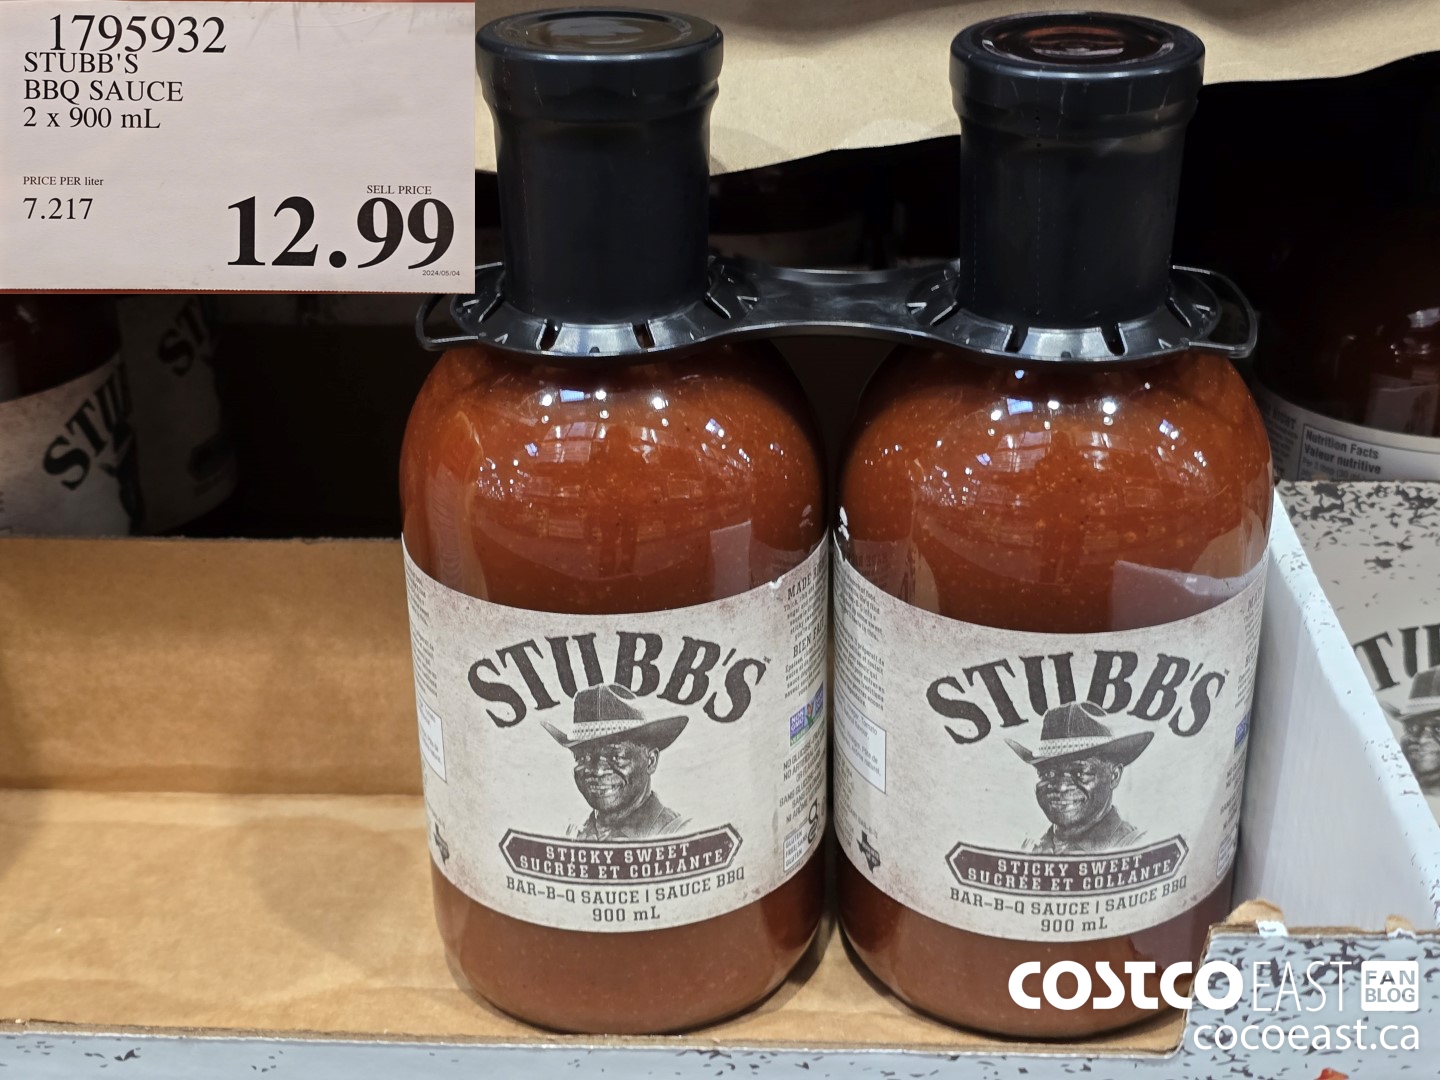 1795932
STUBB'S
BBQ SAUCE
2 x 900 mL
PRICE PER liter
7.217
SELL PRICE
12.99
2024/05/04
Nutrition Facts
Valeur nutritive
STUBB'S
STICKY SWEET
SUCRÉE ET COLLANTE
BAR-B-Q SAUCE | SAUCE BBQ
900 mL
STUBB'S
STICKY SWEET
SUCRÉE ET COLLANTE
BAR-B-Q SAUCE | SAUCE BBQ
900 mL
COSTCO EAST FAN BLOG
cocoeast.ca